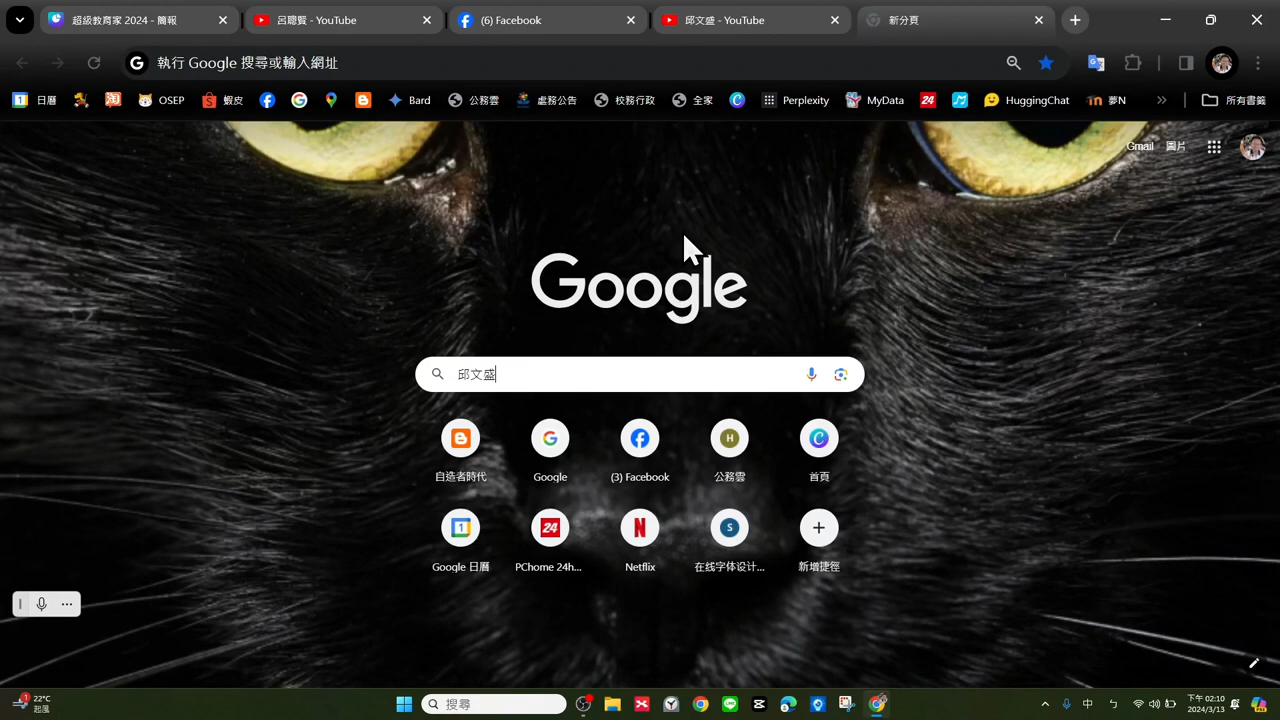 超級教育家 2024 - 簡報
呂聰賢 - YouTube
(6) Facebook
邱文盛 - YouTube
新分頁
執行 Google 搜尋或輸入網址
日曆
淘
OSEP
蝦皮
Bard
公務雲
處務公告
校務行政
全家
Perplexity
MyData
24
HuggingChat
夢N
所有書籤
Gmail
圖片
Google
邱文盛
自造者時代
Google
(3) Facebook
H
公務雲
首頁
1
Google 日曆
24
PChome 24h...
N
Netflix
S
在线字体设计...
新增捷徑
1
22°C
起風
搜尋
中
ㄅ
下午 02:10
2024/3/13